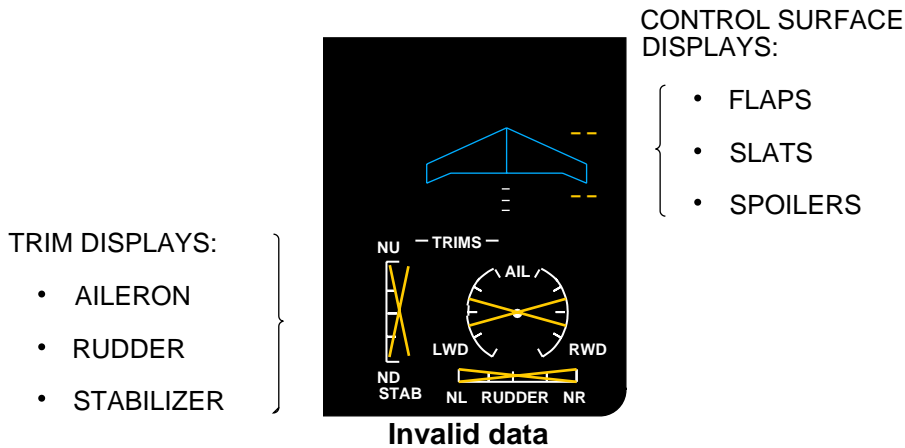 CONTROL SURFACE
DISPLAYS:
• FLAPS
• SLATS
• SPOILERS
TRIM DISPLAYS:
• AILERON
• RUDDER
• STABILIZER
– – 
– –
NU
– TRIMS –
AIL
LWD
RWD
ND
STAB
NL RUDDER NR
Invalid data